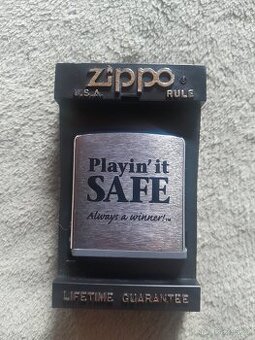 zippo
U.S.A. RULE
Playin' it
SAFE
Always a winner!...
LIFETIME GUARANTEE